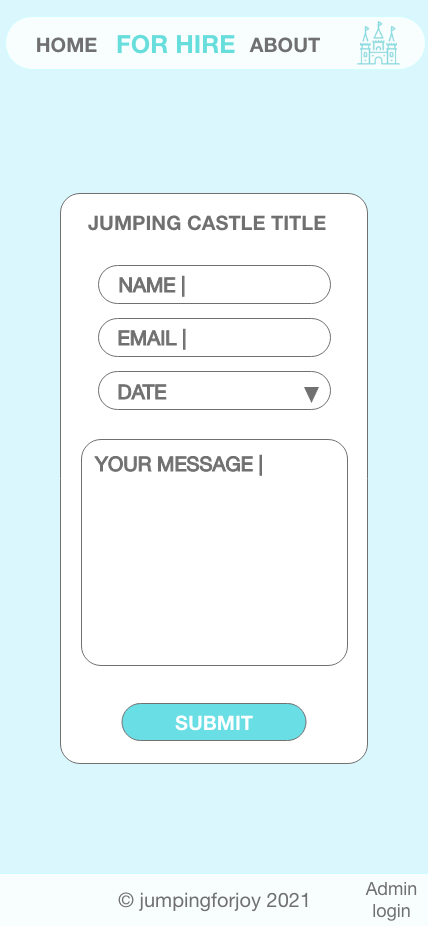 HOME FOR HIRE ABOUT
JUMPING CASTLE TITLE
NAME |
EMAIL |
DATE
YOUR MESSAGE |
SUBMIT
© jumpingforjoy 2021
Admin
login